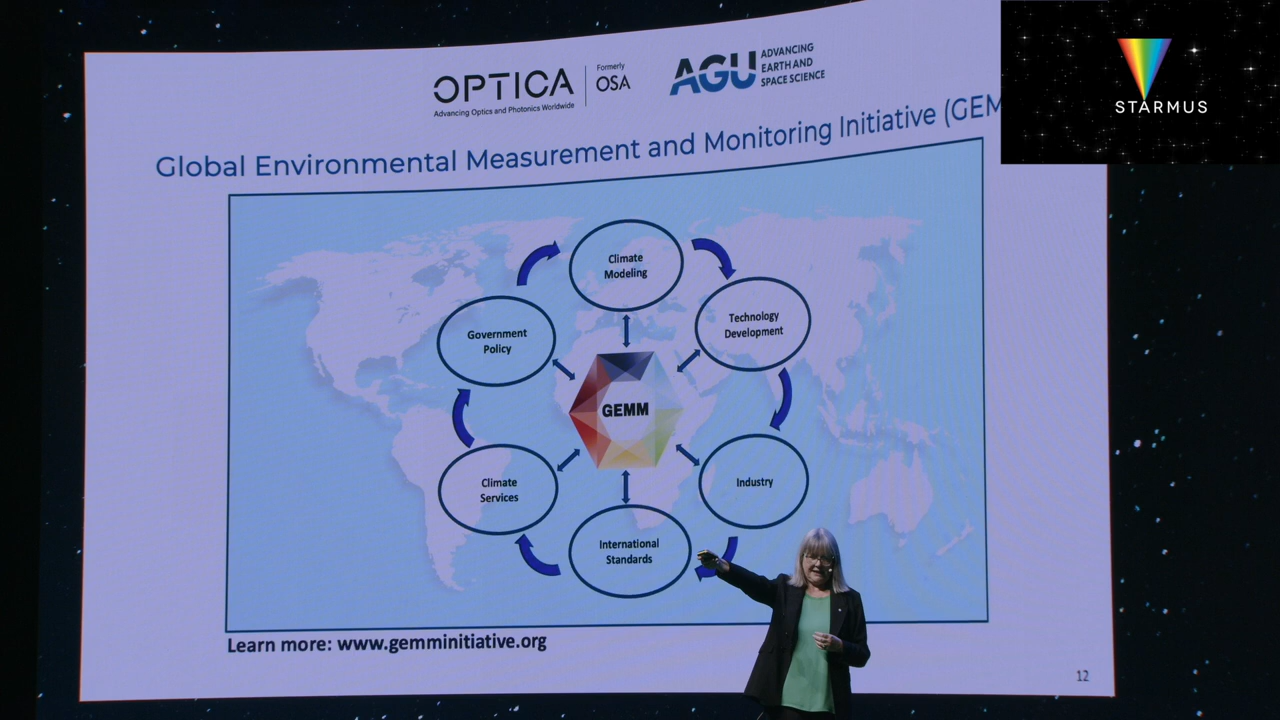 OPTICA
Formerly
OSA
Advancing Optics and Photonics Worldwide
AGU
ADVANCING
EARTH AND
SPACE SCIENCE
STARMUS
Global Environmental Measurement and Monitoring Initiative (GEM
Climate
Modeling
Technology
Development
Government
Policy
GEMM
Climate
Services
Industry
International
Standards
Learn more: www.gemminitiative.org
12